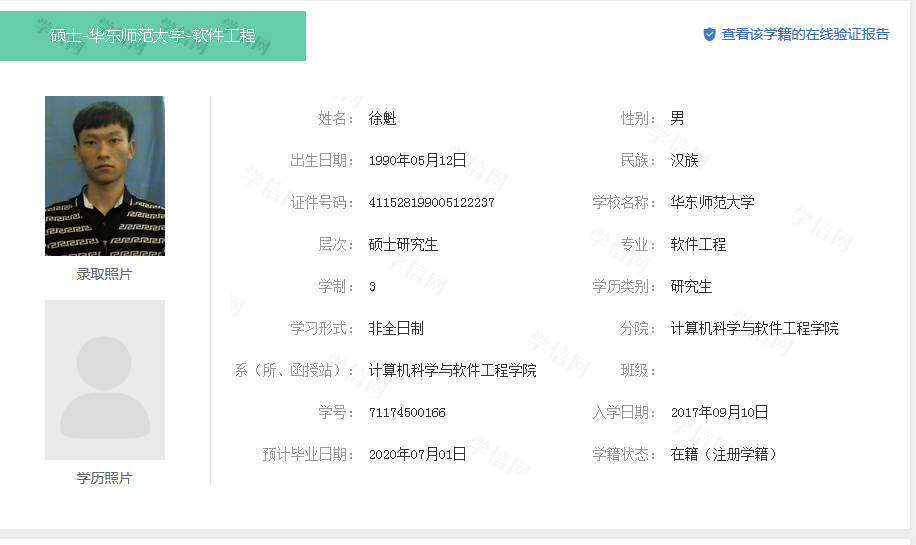 硕士-华东师范大学-软件工程
查看该学籍的在线验证报告
姓名： 徐魁 性别： 男
出生日期： 1990年05月12日 民族： 汉族
证件号码： 411528199005122237 学校名称： 华东师范大学
层次： 硕士研究生 专业： 软件工程
学制： 3 学历类别： 研究生
学习形式： 非全日制 分院： 计算机科学与软件工程学院
系（所、函授站）： 计算机科学与软件工程学院 班级：
学号： 71174500166 入学日期： 2017年09月10日
预计毕业日期： 2020年07月01日 学籍状态： 在籍（注册学籍）
录取照片
学历照片
学信网